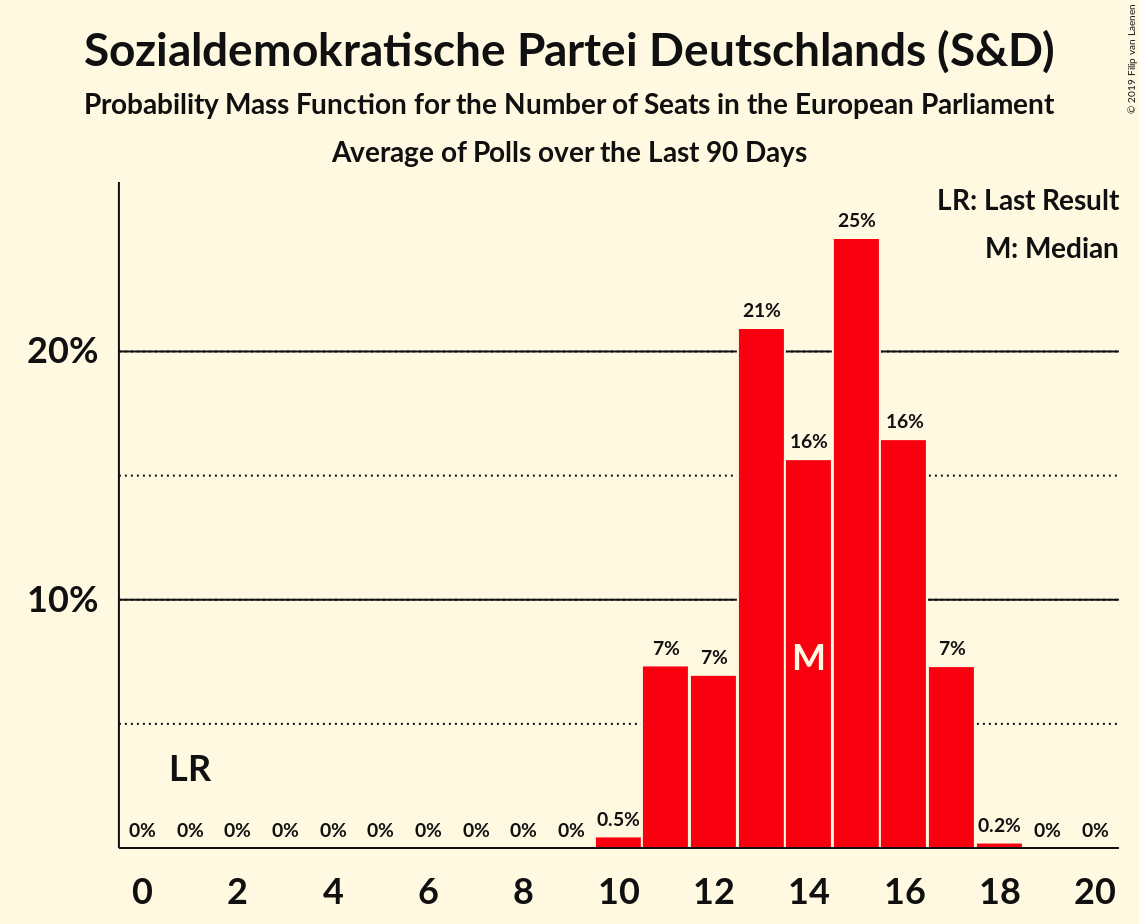 Sozialdemokratische Partei Deutschlands (S&D)
Probability Mass Function for the Number of Seats in the European Parliament
Average of Polls over the Last 90 Days
© 2019 Filip van Laenen
LR: Last Result
M: Median
20%
10%
0% 0% 0% 0% 0% 0% 0% 0% 0% 0% 0.5% 7% 7% 21% 16% 25% 16% 7% 0.2% 0% 0%
LR
M
0 2 4 6 8 10 12 14 16 18 20